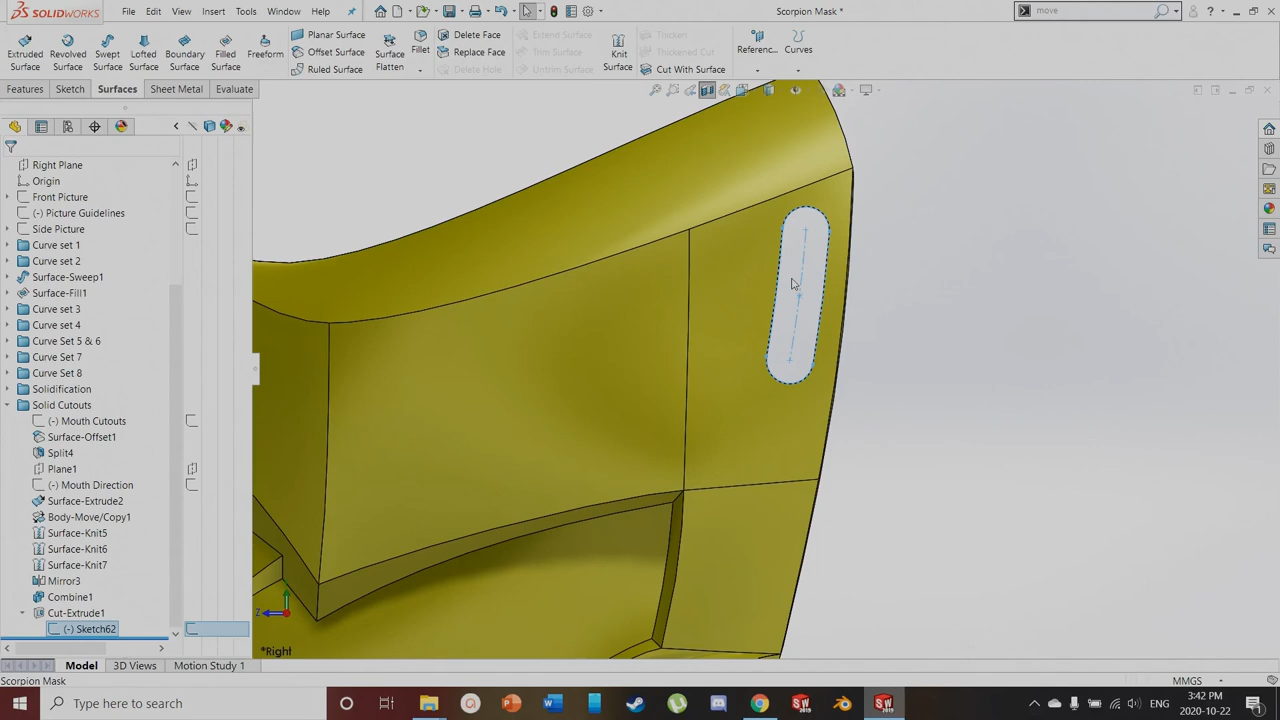 SOLIDWORKS File Edit View Insert Tools Window Help
Scorpion Mask *
move
Extruded Surface
Revolved Surface
Swept Surface
Lofted Surface
Boundary Surface
Filled Surface
Freeform
Planar Surface
Offset Surface
Ruled Surface
Surface Flatten
Fillet
Delete Face
Replace Face
Delete Hole
Extend Surface
Trim Surface
Untrim Surface
Knit Surface
Thicken
Thickened Cut
Cut With Surface
Referenc...
Curves
Features Sketch Surfaces Sheet Metal Evaluate
Right Plane
Origin
Front Picture
(-) Picture Guidelines
Side Picture
Curve set 1
Curve set 2
Surface-Sweep1
Surface-Fill1
Curve set 3
Curve set 4
Curve Set 5 & 6
Curve Set 7
Curve Set 8
Solidification
Solid Cutouts
(-) Mouth Cutouts
Surface-Offset1
Split4
Plane1
(-) Mouth Direction
Surface-Extrude2
Body-Move/Copy1
Surface-Knit5
Surface-Knit6
Surface-Knit7
Mirror3
Combine1
Cut-Extrude1
(-) Sketch62
Z
*Right
Model 3D Views Motion Study 1
Scorpion Mask
MMGS
Type here to search
SW 2019
SW 2019
ENG
3:42 PM
2020-10-22